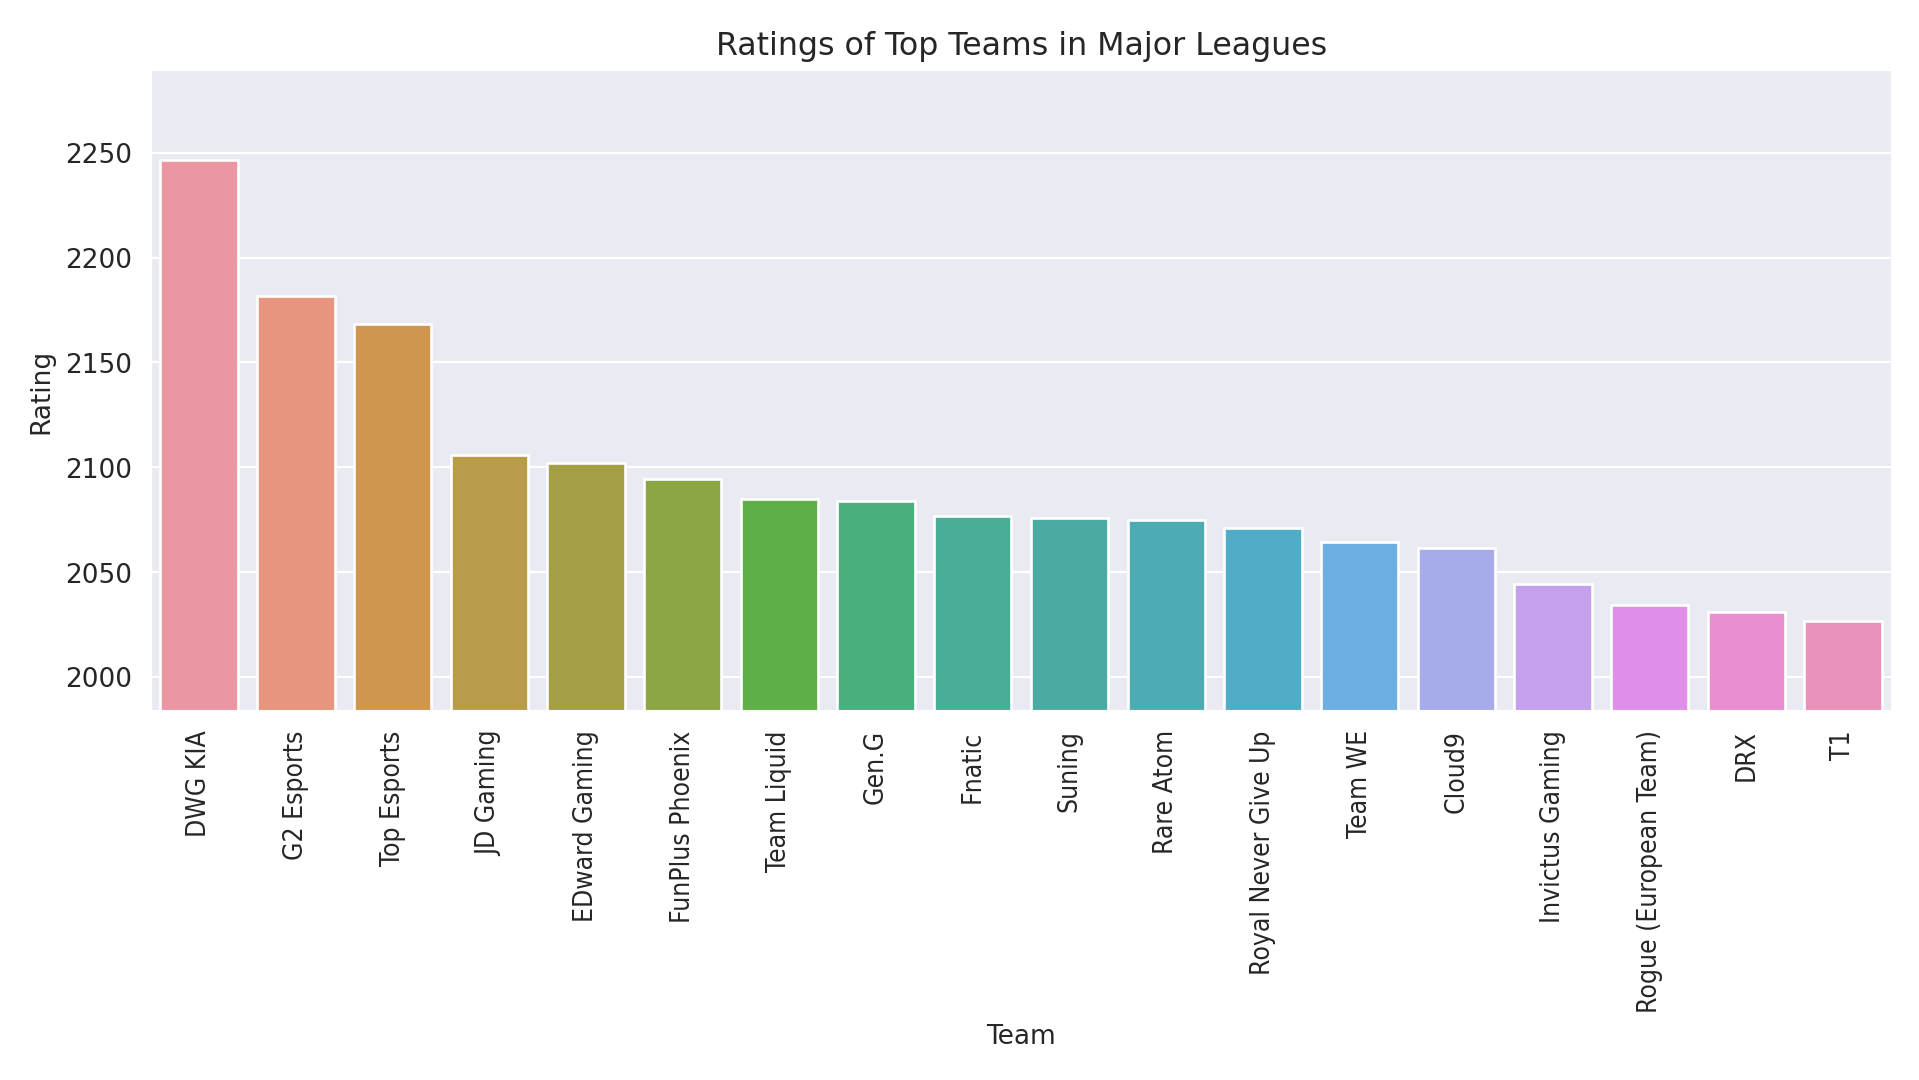 Ratings of Top Teams in Major Leagues
Rating
2250
2200
2150
2100
2050
2000
DWG KIA
G2 Esports
Top Esports
JD Gaming
EDward Gaming
FunPlus Phoenix
Team Liquid
Gen.G
Fnatic
Suning
Rare Atom
Royal Never Give Up
Team WE
Cloud9
Invictus Gaming
Rogue (European Team)
DRX
T1
Team